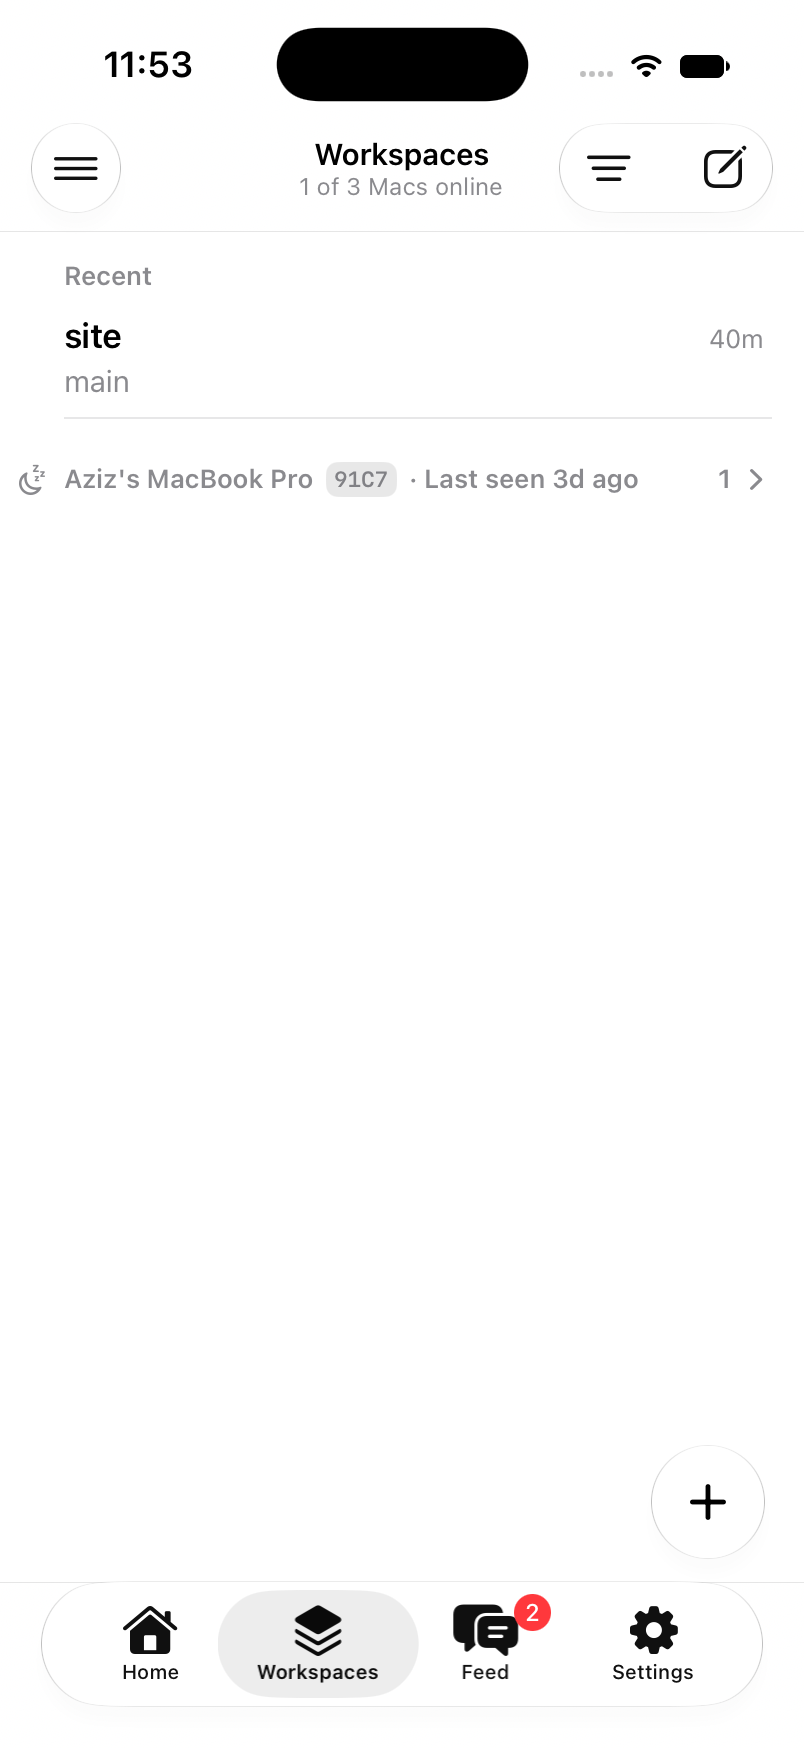 11:53
Workspaces
1 of 3 Macs online
Recent
site
40m
main
Aziz's MacBook Pro 91C7 · Last seen 3d ago 1
2
Home
Workspaces
Feed
Settings